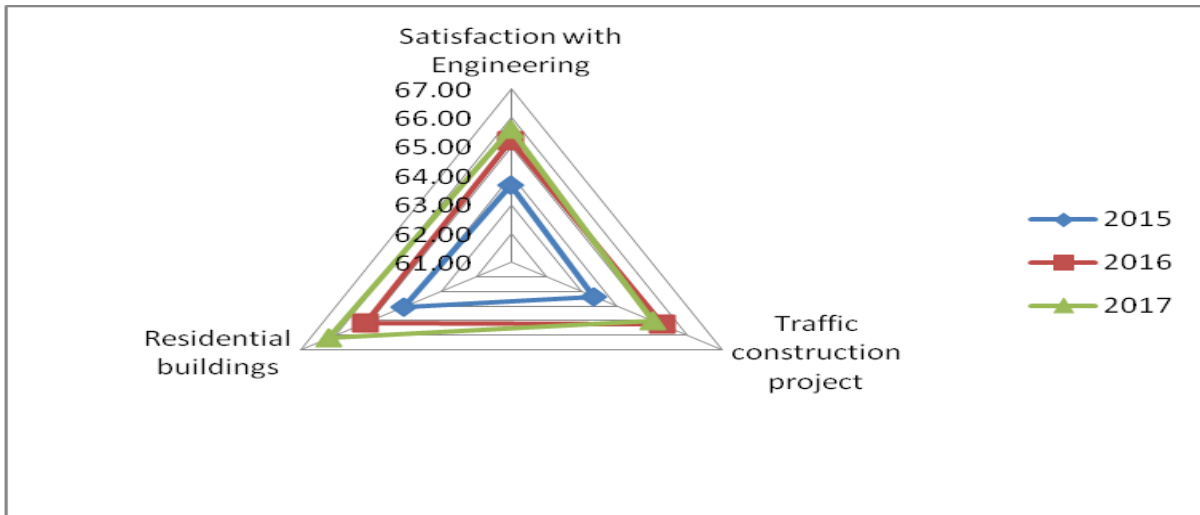 Satisfaction with
Engineering
67.00
66.00
65.00
64.00
63.00
62.00
61.00
Residential
buildings
Traffic
construction
project
2015
2016
2017